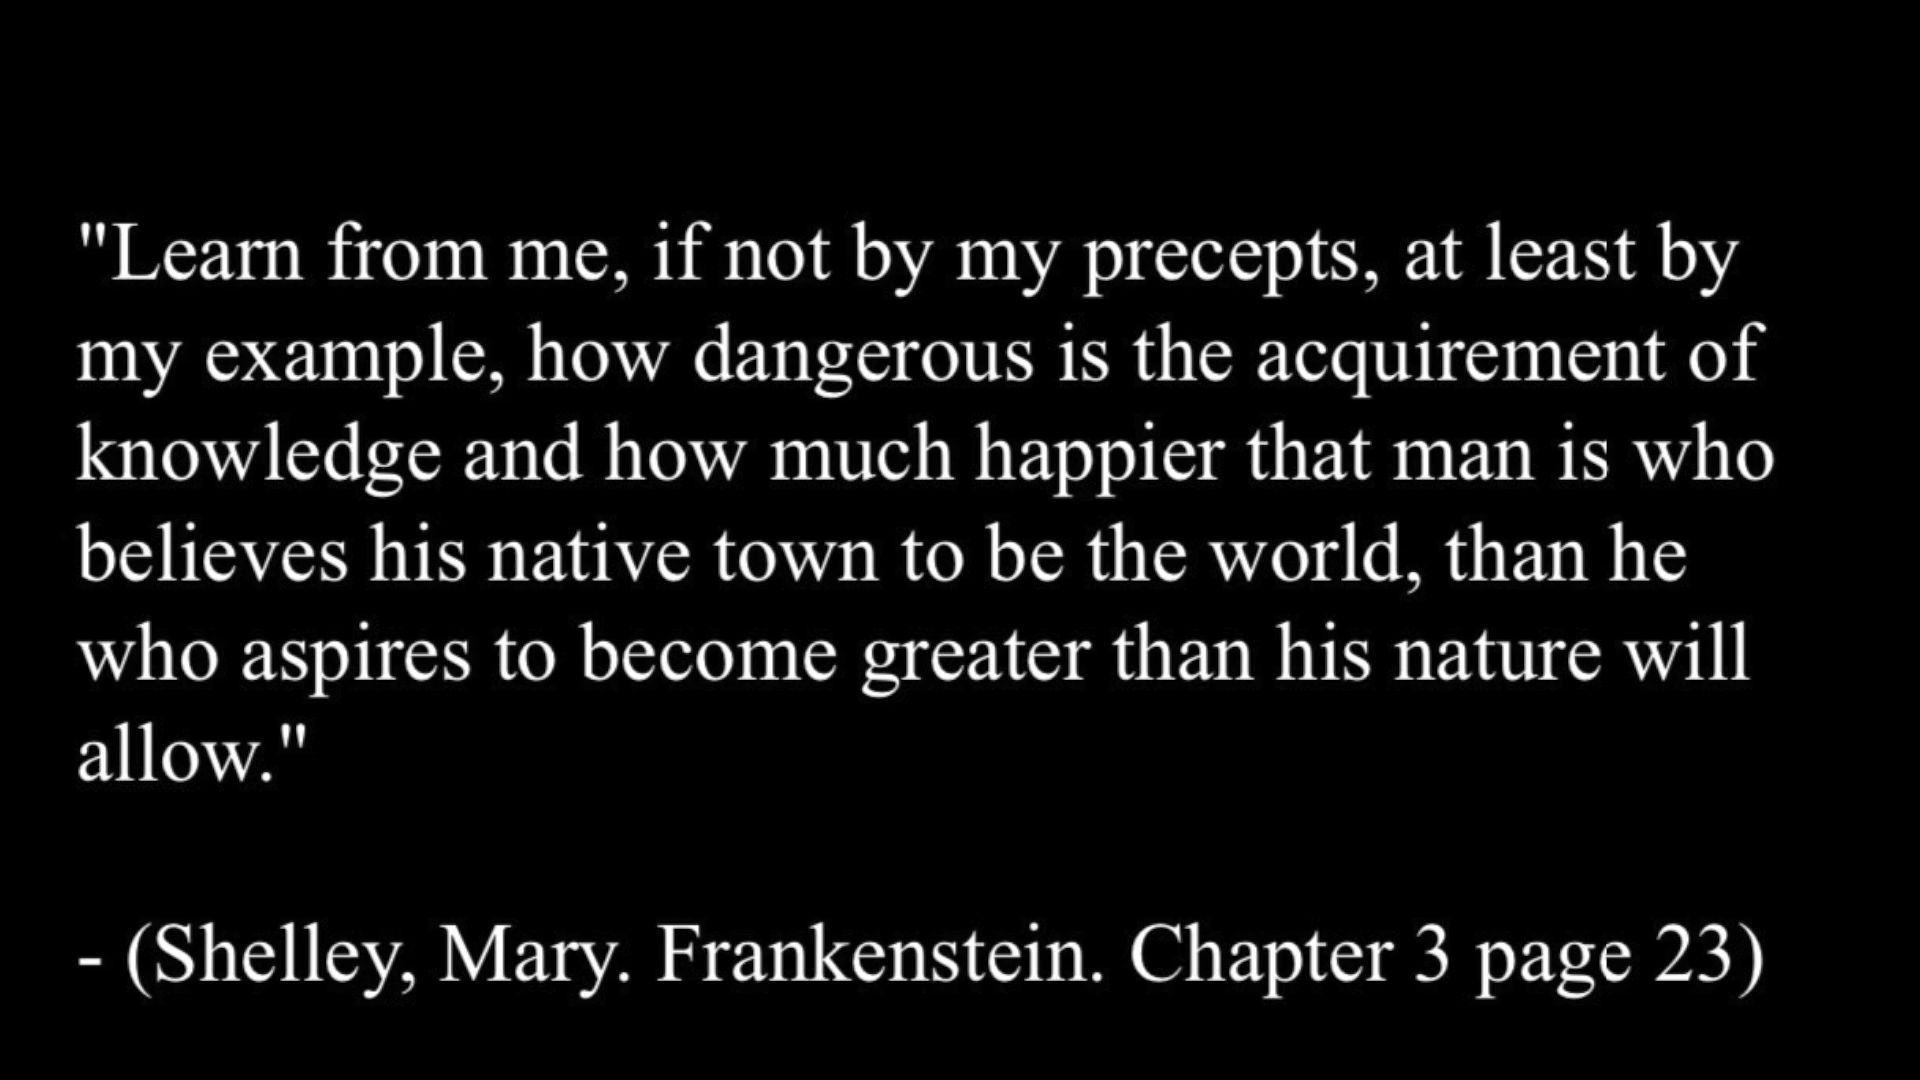 "Learn from me, if not by my precepts, at least by
my example, how dangerous is the acquirement of
knowledge and how much happier that man is who
believes his native town to be the world, than he
who aspires to become greater than his nature will
allow."
- (Shelley, Mary. Frankenstein. Chapter 3 page 23)